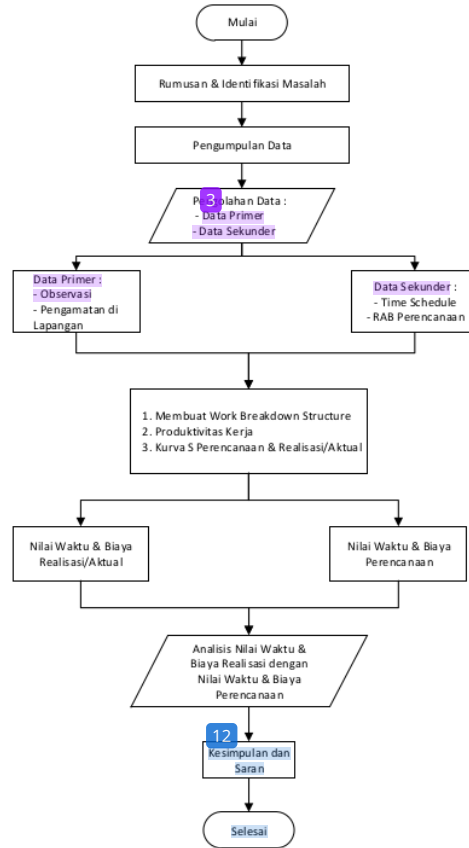 Mulai
Rumusan & Identifikasi Masalah
Pengumpulan Data
3
Data :
- Data Primer
- Data Sekunder
Data Primer :
- Observasi
- Pengamatan di
Lapangan
Data Sekunder :
- Time Schedule
- RAB Perencanaan
1. Membuat Work Breakdown Structure
2. Produktivitas Kerja
3. Kurva S Perencanaan & Realisasi/Aktual
Nilai Waktu & Biaya
Realisasi/Aktual
Nilai Waktu & Biaya
Perencanaan
Analisis Nilai Waktu &
Biaya Realisasi dengan
Nilai Waktu & Biaya
Perencanaan
12
Kesimpulan dan
Saran
Selesai